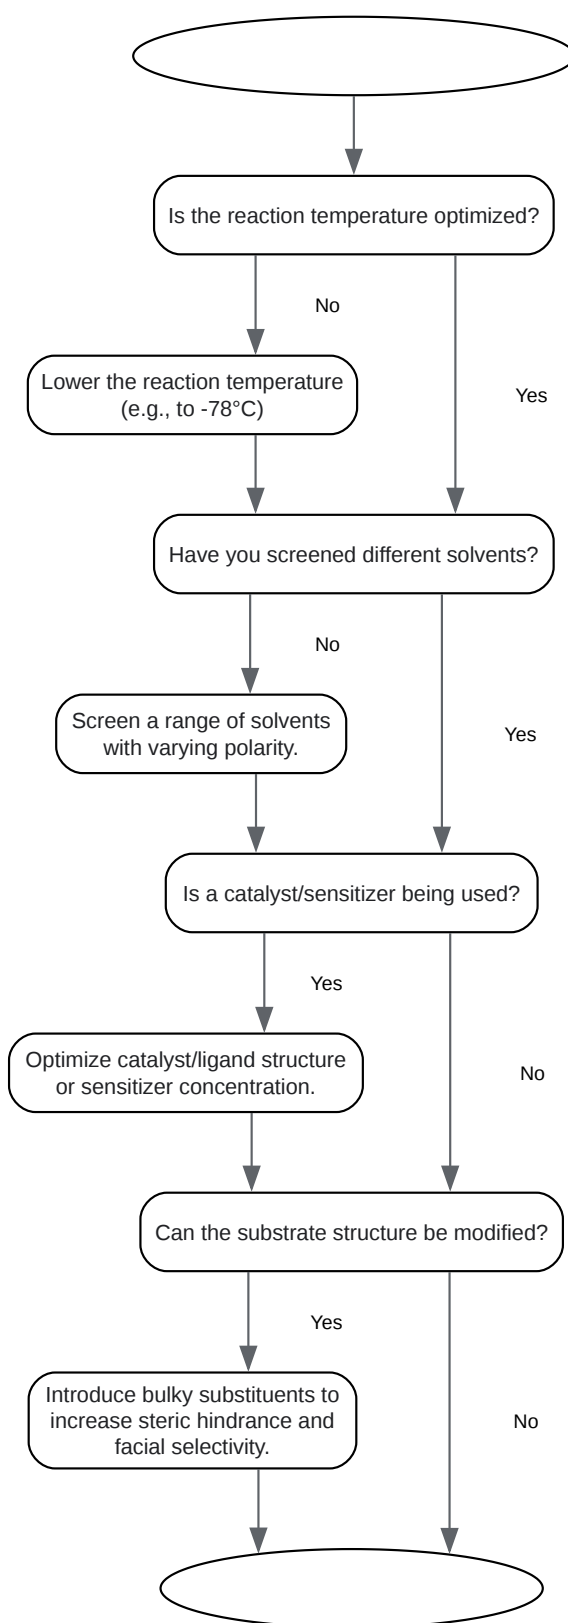 Is the reaction temperature optimized?
No
Lower the reaction temperature
(e.g., to -78°C)
Yes
Have you screened different solvents?
No
Screen a range of solvents
with varying polarity.
Yes
Is a catalyst/sensitizer being used?
Yes
Optimize catalyst/ligand structure
or sensitizer concentration.
No
Can the substrate structure be modified?
Yes
Introduce bulky substituents to
increase steric hindrance and
facial selectivity.
No